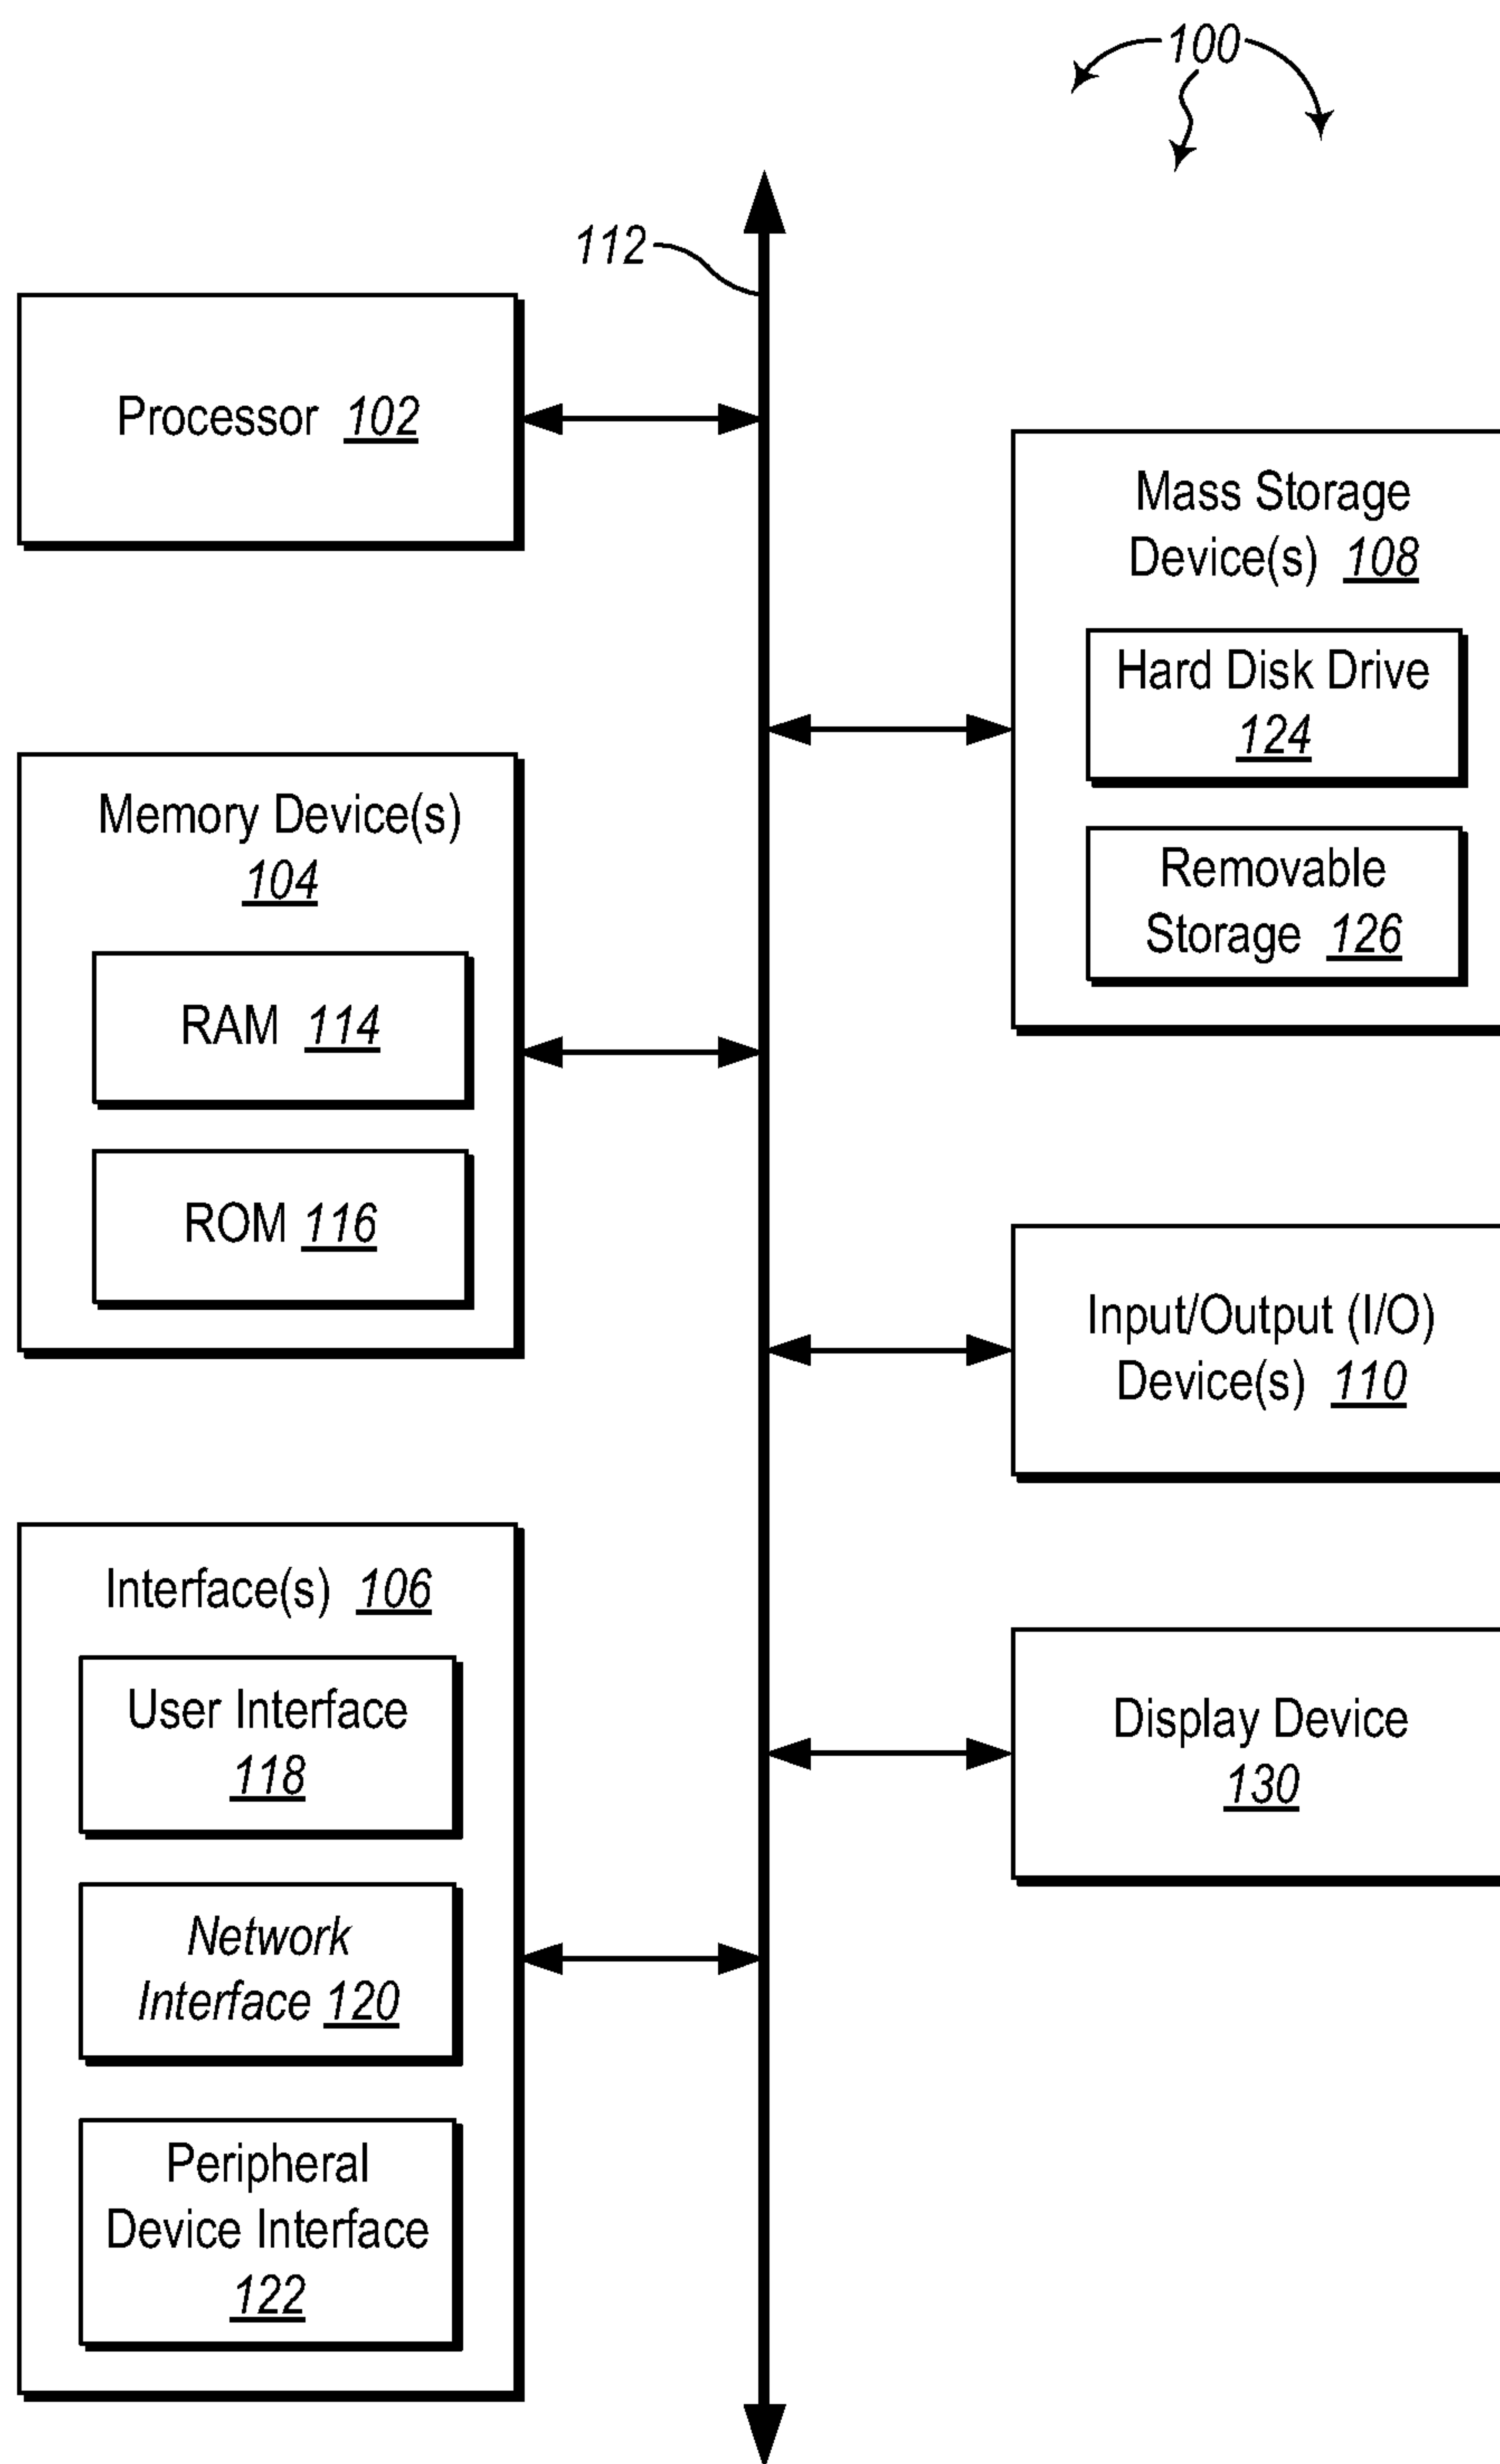 100
112
Processor 102
Memory Device(s)
104
RAM 114
ROM 116
Interface(s) 106
User Interface
118
Network
Interface 120
Peripheral
Device Interface
122
Mass Storage
Device(s) 108
Hard Disk Drive
124
Removable
Storage 126
Input/Output (I/O)
Device(s) 110
Display Device
130